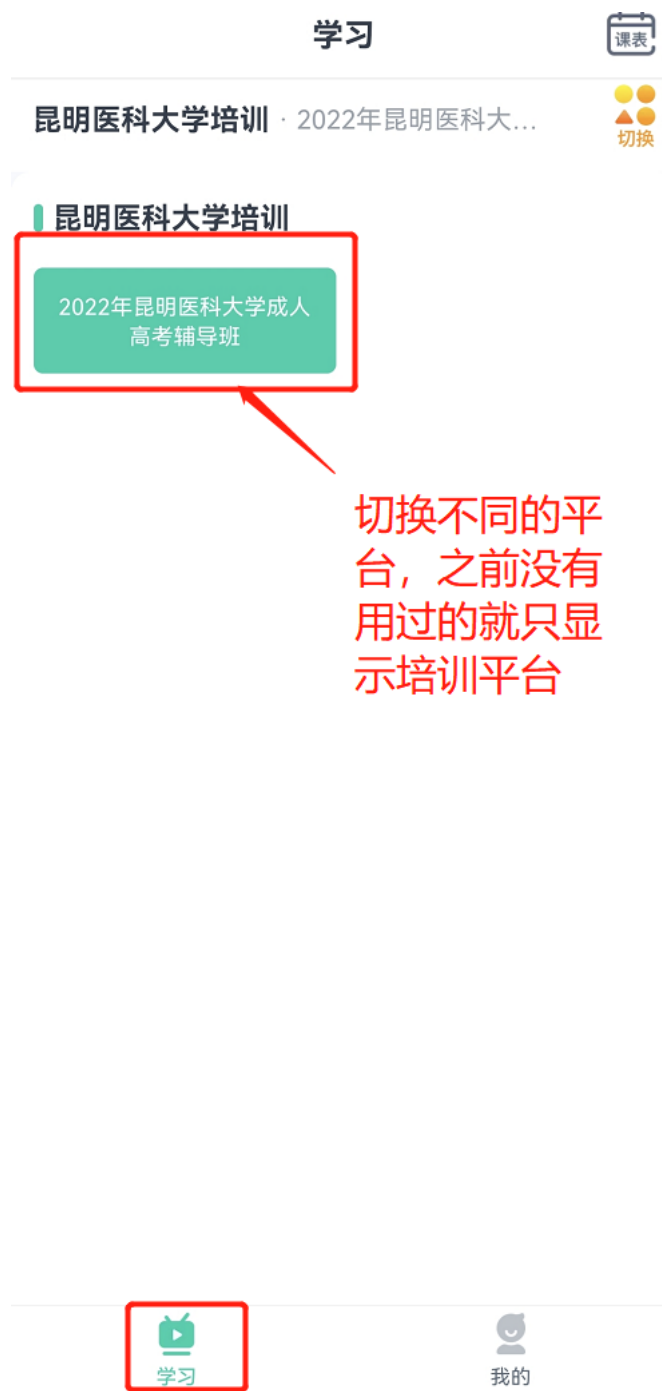 学习
课表
昆明医科大学培训 · 2022年昆明医科大...
切换
昆明医科大学培训
2022年昆明医科大学成人
高考辅导班
切换不同的平
台，之前没有
用过的就只显
示培训平台
学习
我的